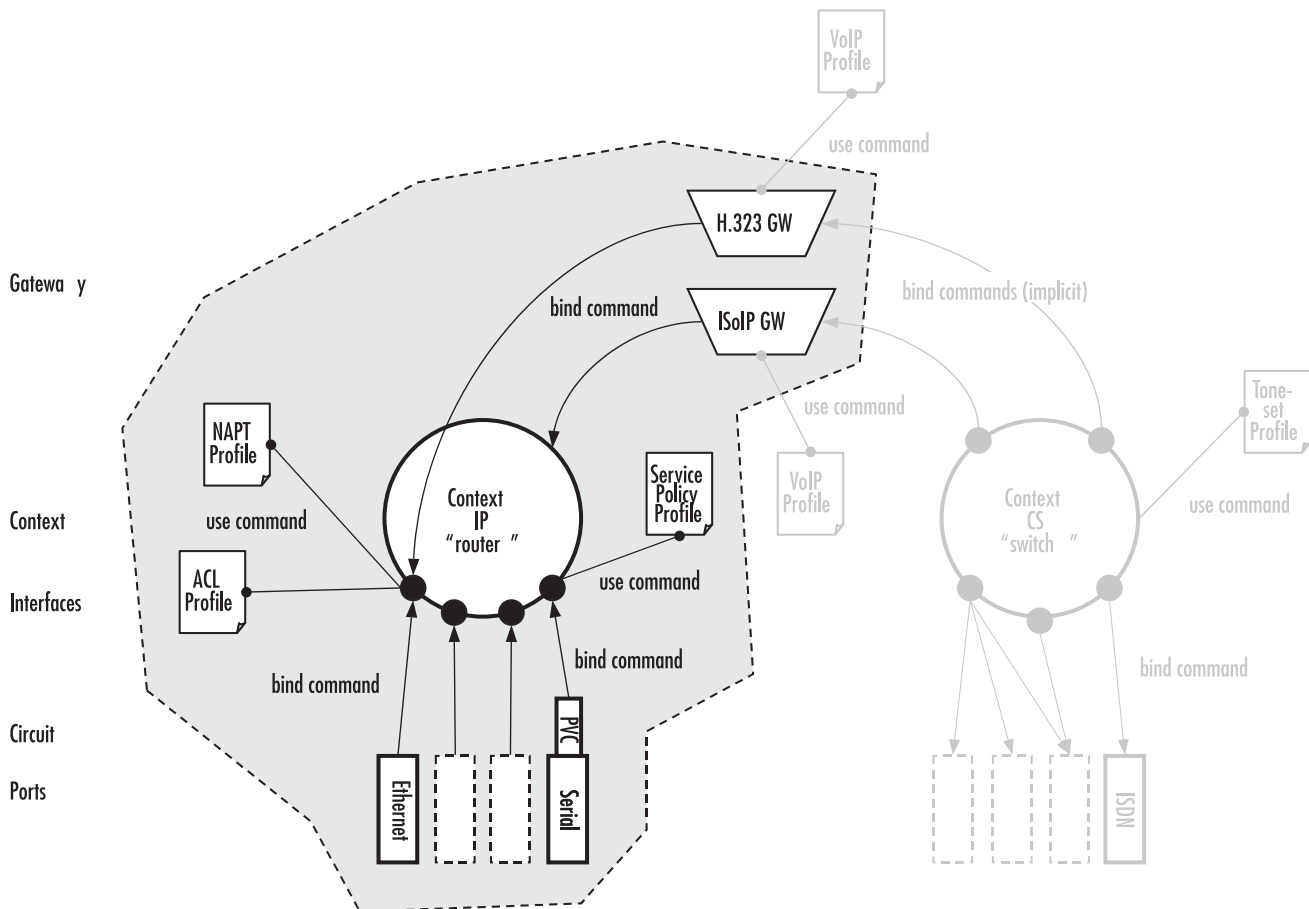 VoIP
Profile
use command
H.323 GW
Gatewa y
bind command
bind commands (implicit)
ISoIP GW
use command
Tone-
set
Profile
NAPT
Profile
Service
Policy
Profile
VoIP
Profile
Context
Context
IP
“router ”
Context
CS
“switch ”
use command
use command
ACL
Profile
use command
Interfaces
bind command
bind command
bind command
PVC
Circuit
Ports
Ethernet
Serial
ISDN